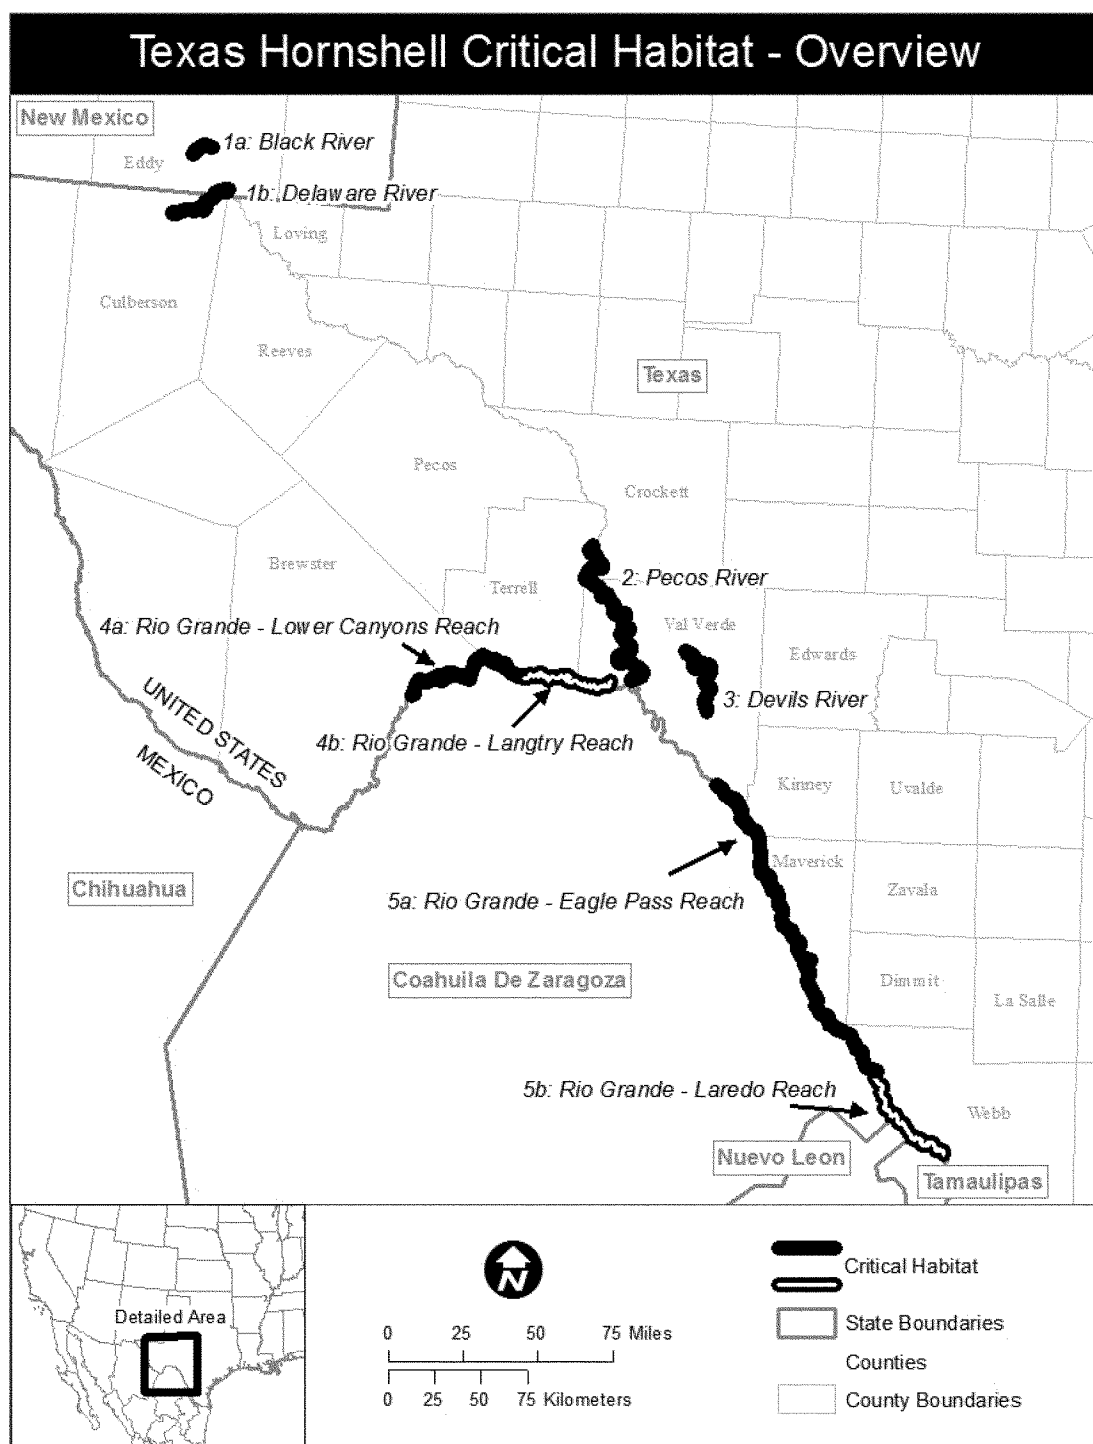 Texas Hornshell Critical Habitat - Overview
New Mexico
1a: Black River
Eddy
1b: Delaware River
Loving
Culberson
Reeves
Texas
Pecos
Crockett
Brewster
Terrell
2: Pecos River
4a: Rio Grande - Lower Canyons Reach
Val Verde
Edwards
3: Devils River
UNITED STATES
MEXICO
4b: Rio Grande - Langtry Reach
Kinney
Uvalde
Maverick
Chihuahua
Zavala
5a: Rio Grande - Eagle Pass Reach
Coahuila De Zaragoza
Dimmit
La Salle
5b: Rio Grande - Laredo Reach
Webb
Nuevo Leon
Tamaulipas
Detailed Area
N
0 25 50 75 Miles
0 25 50 75 Kilometers
Critical Habitat
State Boundaries
Counties
County Boundaries